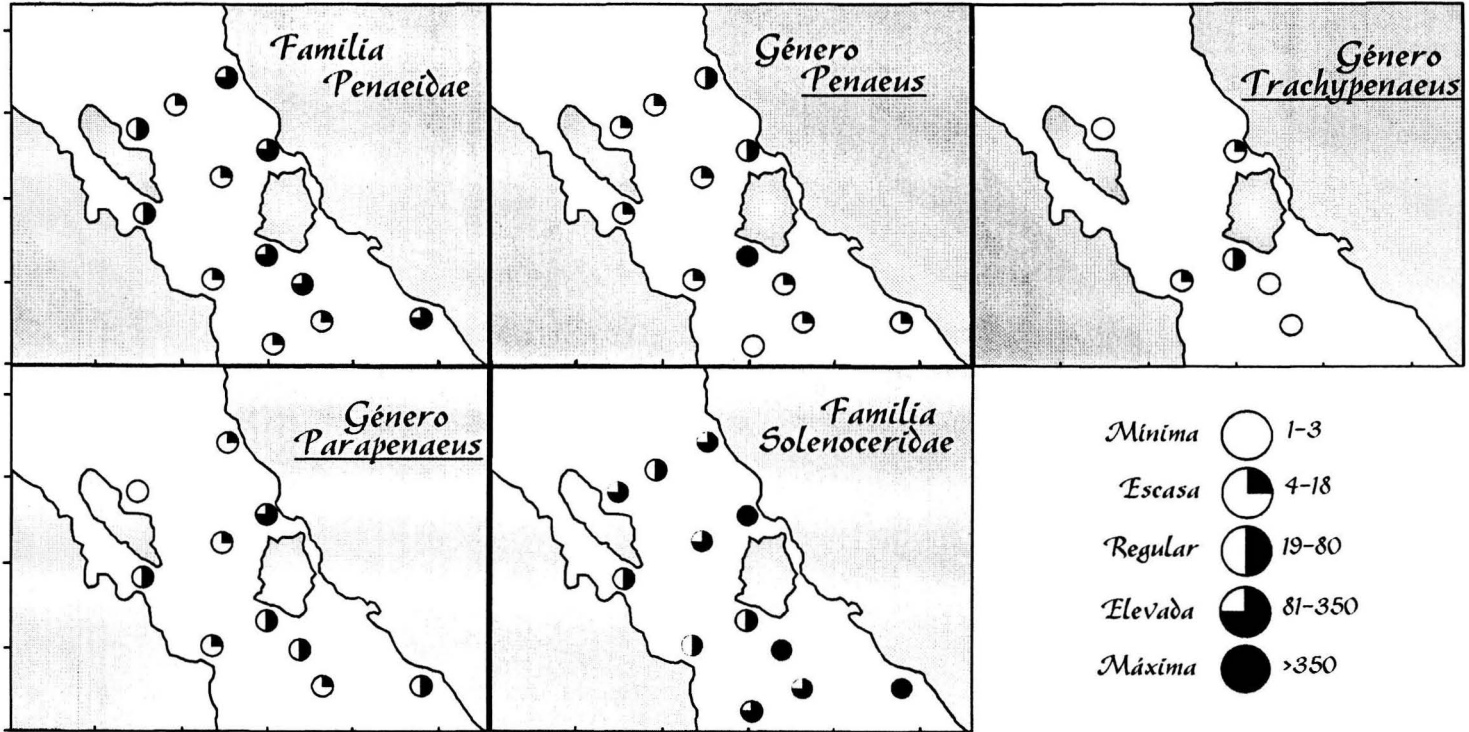 Familia
Penaeidae
Género
Penaeus
Género
Trachypenaeus
Género
Parapenaeus
Familia
Solenoceridae
Mínima 1-3
Escasa 4-18
Regular 19-80
Elevada 81-350
Máxima >350